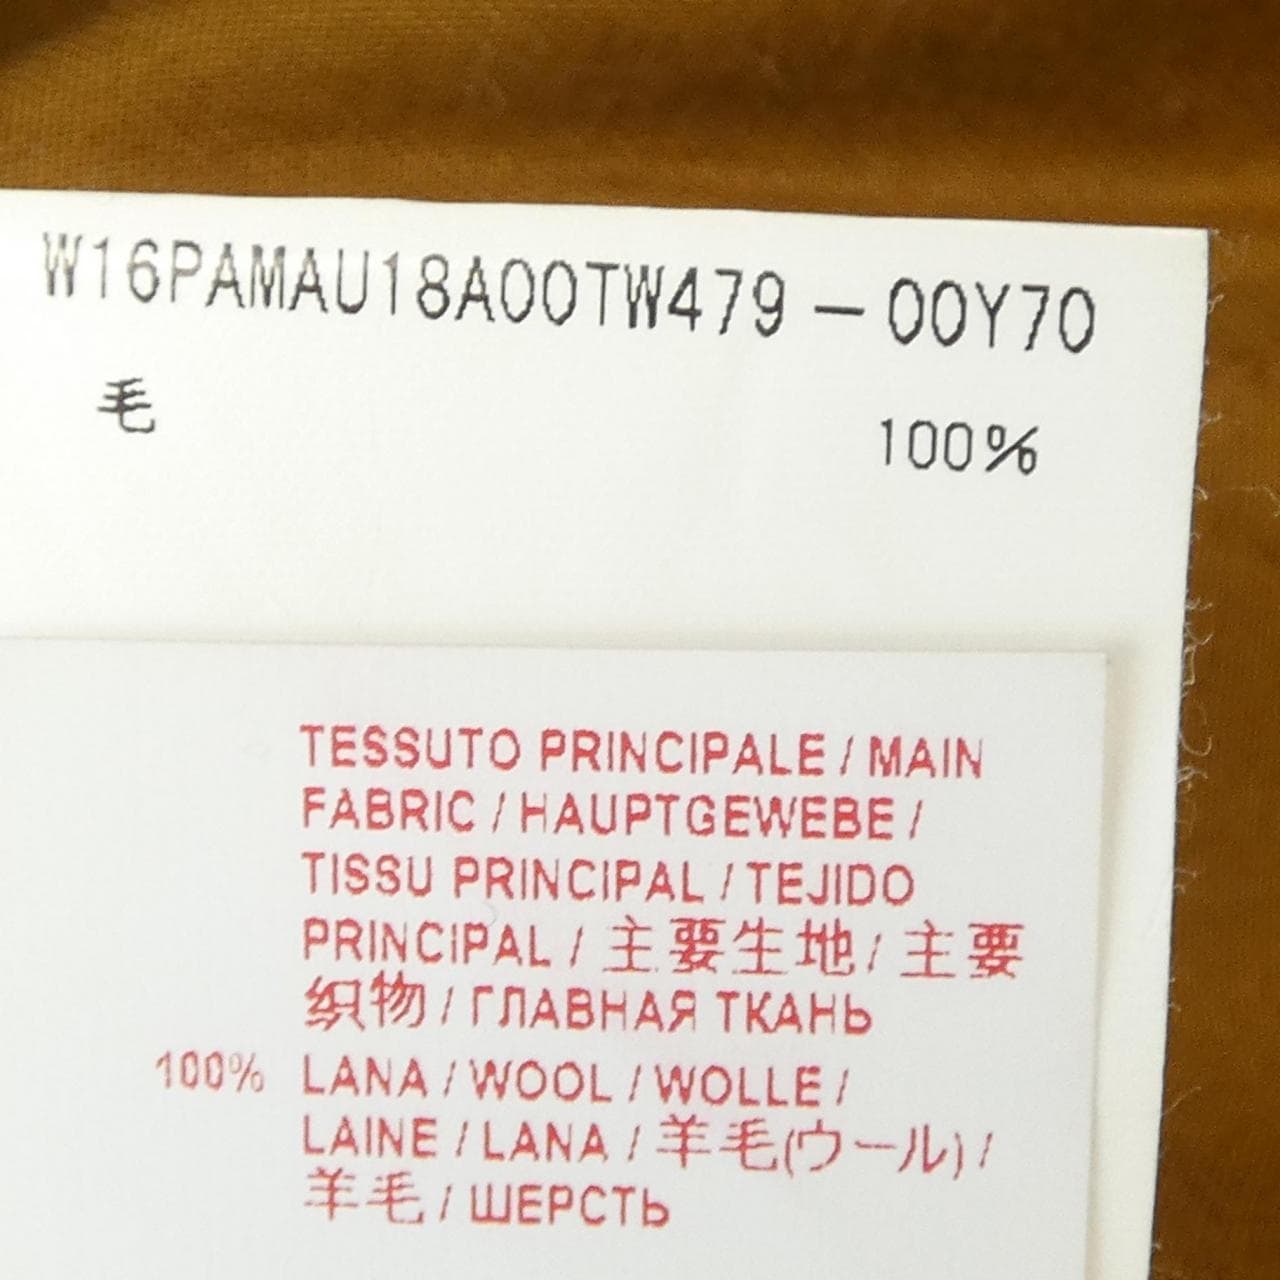 W16PAMAU18A00TW479-00Y70
毛 100%
TESSUTO PRINCIPALE / MAIN
FABRIC / HAUPTGEWEBE /
TISSU PRINCIPAL / TEJIDO
PRINCIPAL / 主要生地 / 主要
织物 / ГЛАВНАЯ ТКАНЬ
100% LANA / WOOL / WOLLE /
LAINE / LANA / 羊毛(ウール) /
羊毛 / ШЕРСТЬ